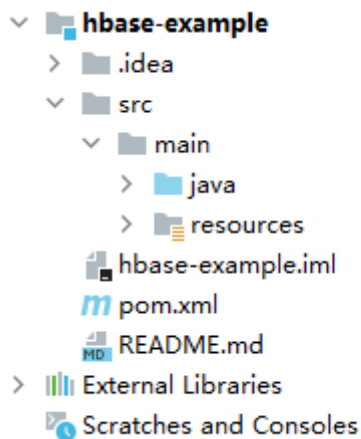 hbase-example
.idea
src
main
java
resources
hbase-example.iml
m pom.xml
MD README.md
External Libraries
Scratches and Consoles